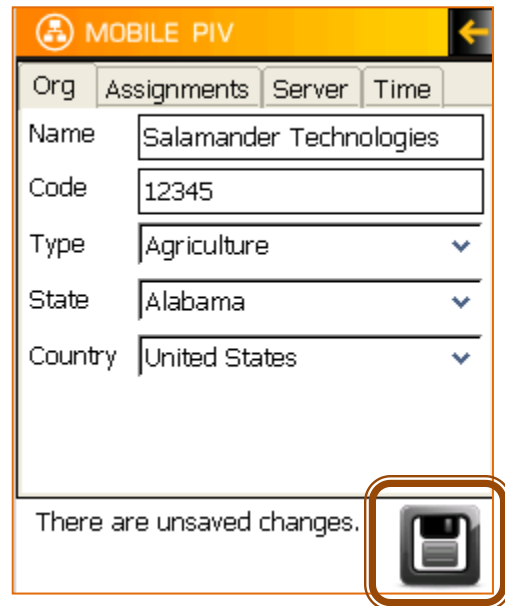 MOBILE PIV
Org Assignments Server Time
Name Salamander Technologies
Code 12345
Type Agriculture
State Alabama
Country United States
There are unsaved changes.